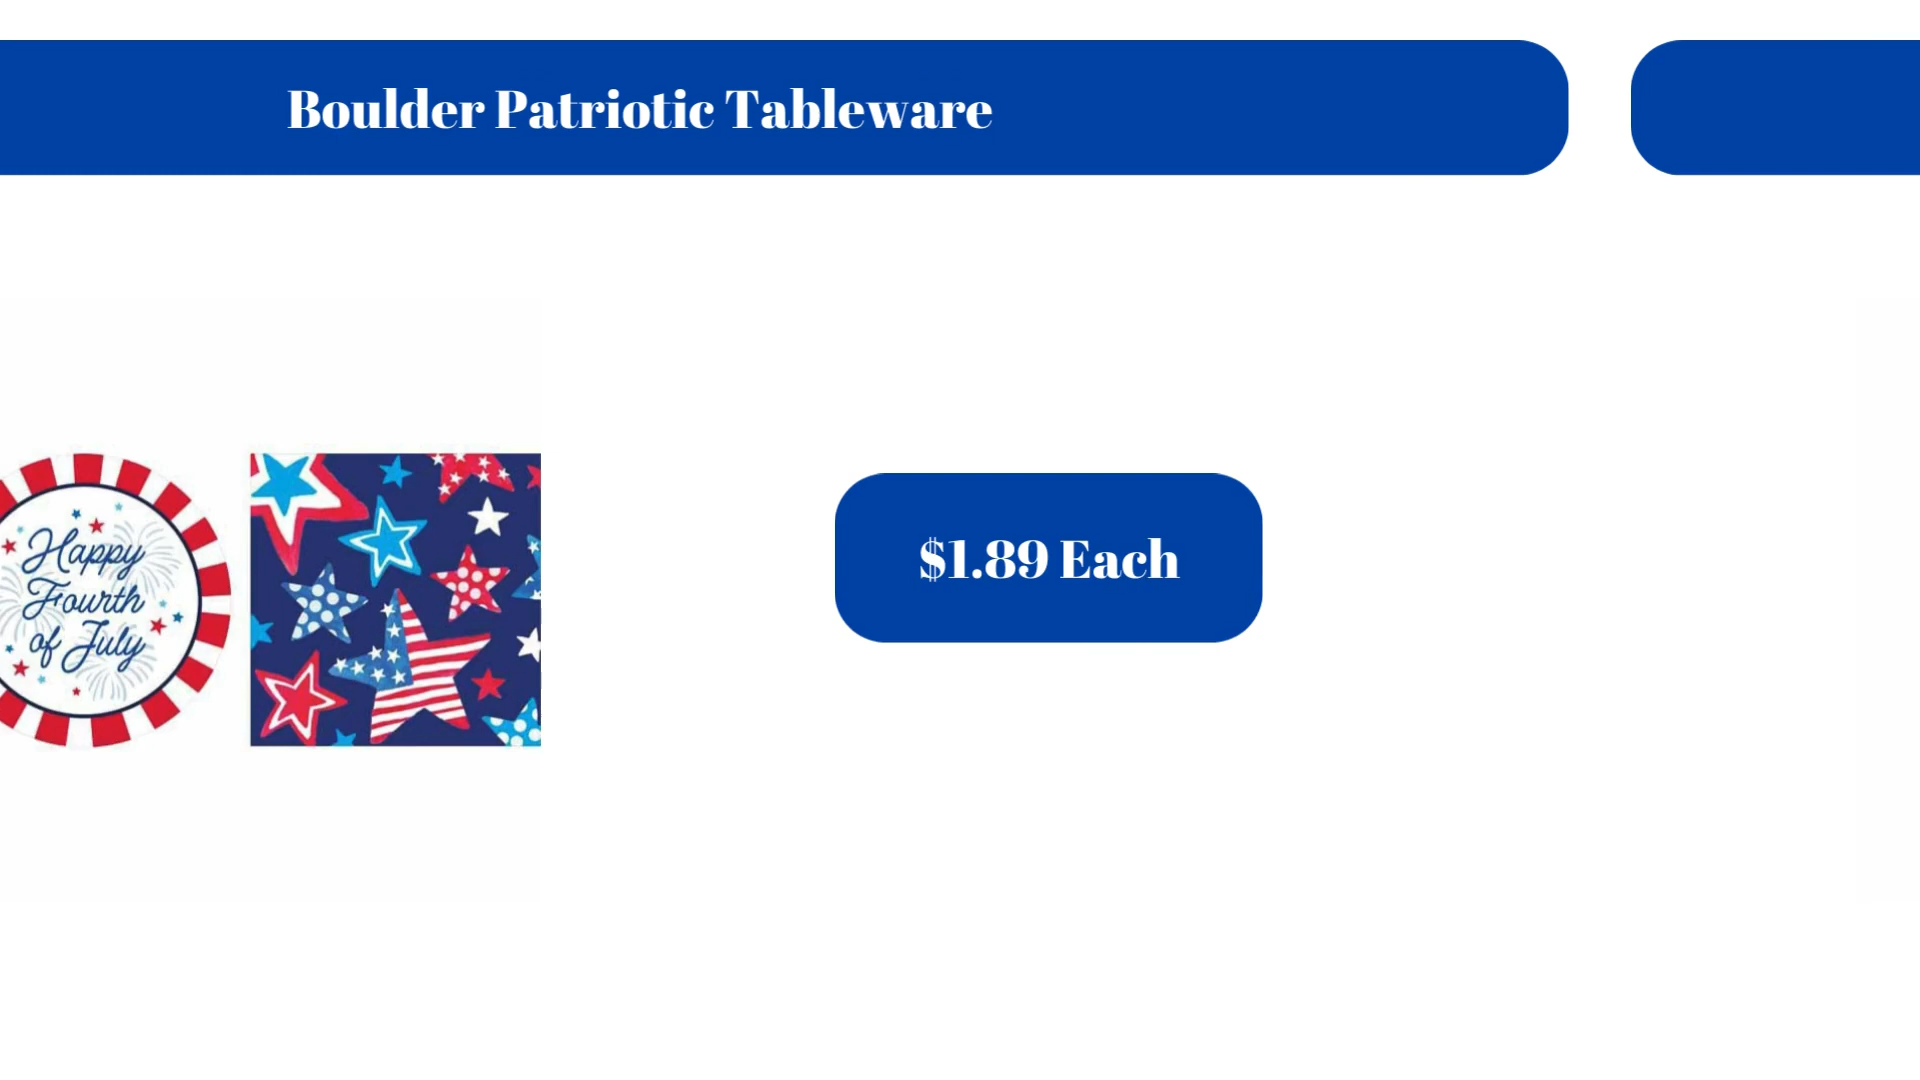 Boulder Patriotic Tableware
Happy
Fourth
of July
$1.89 Each